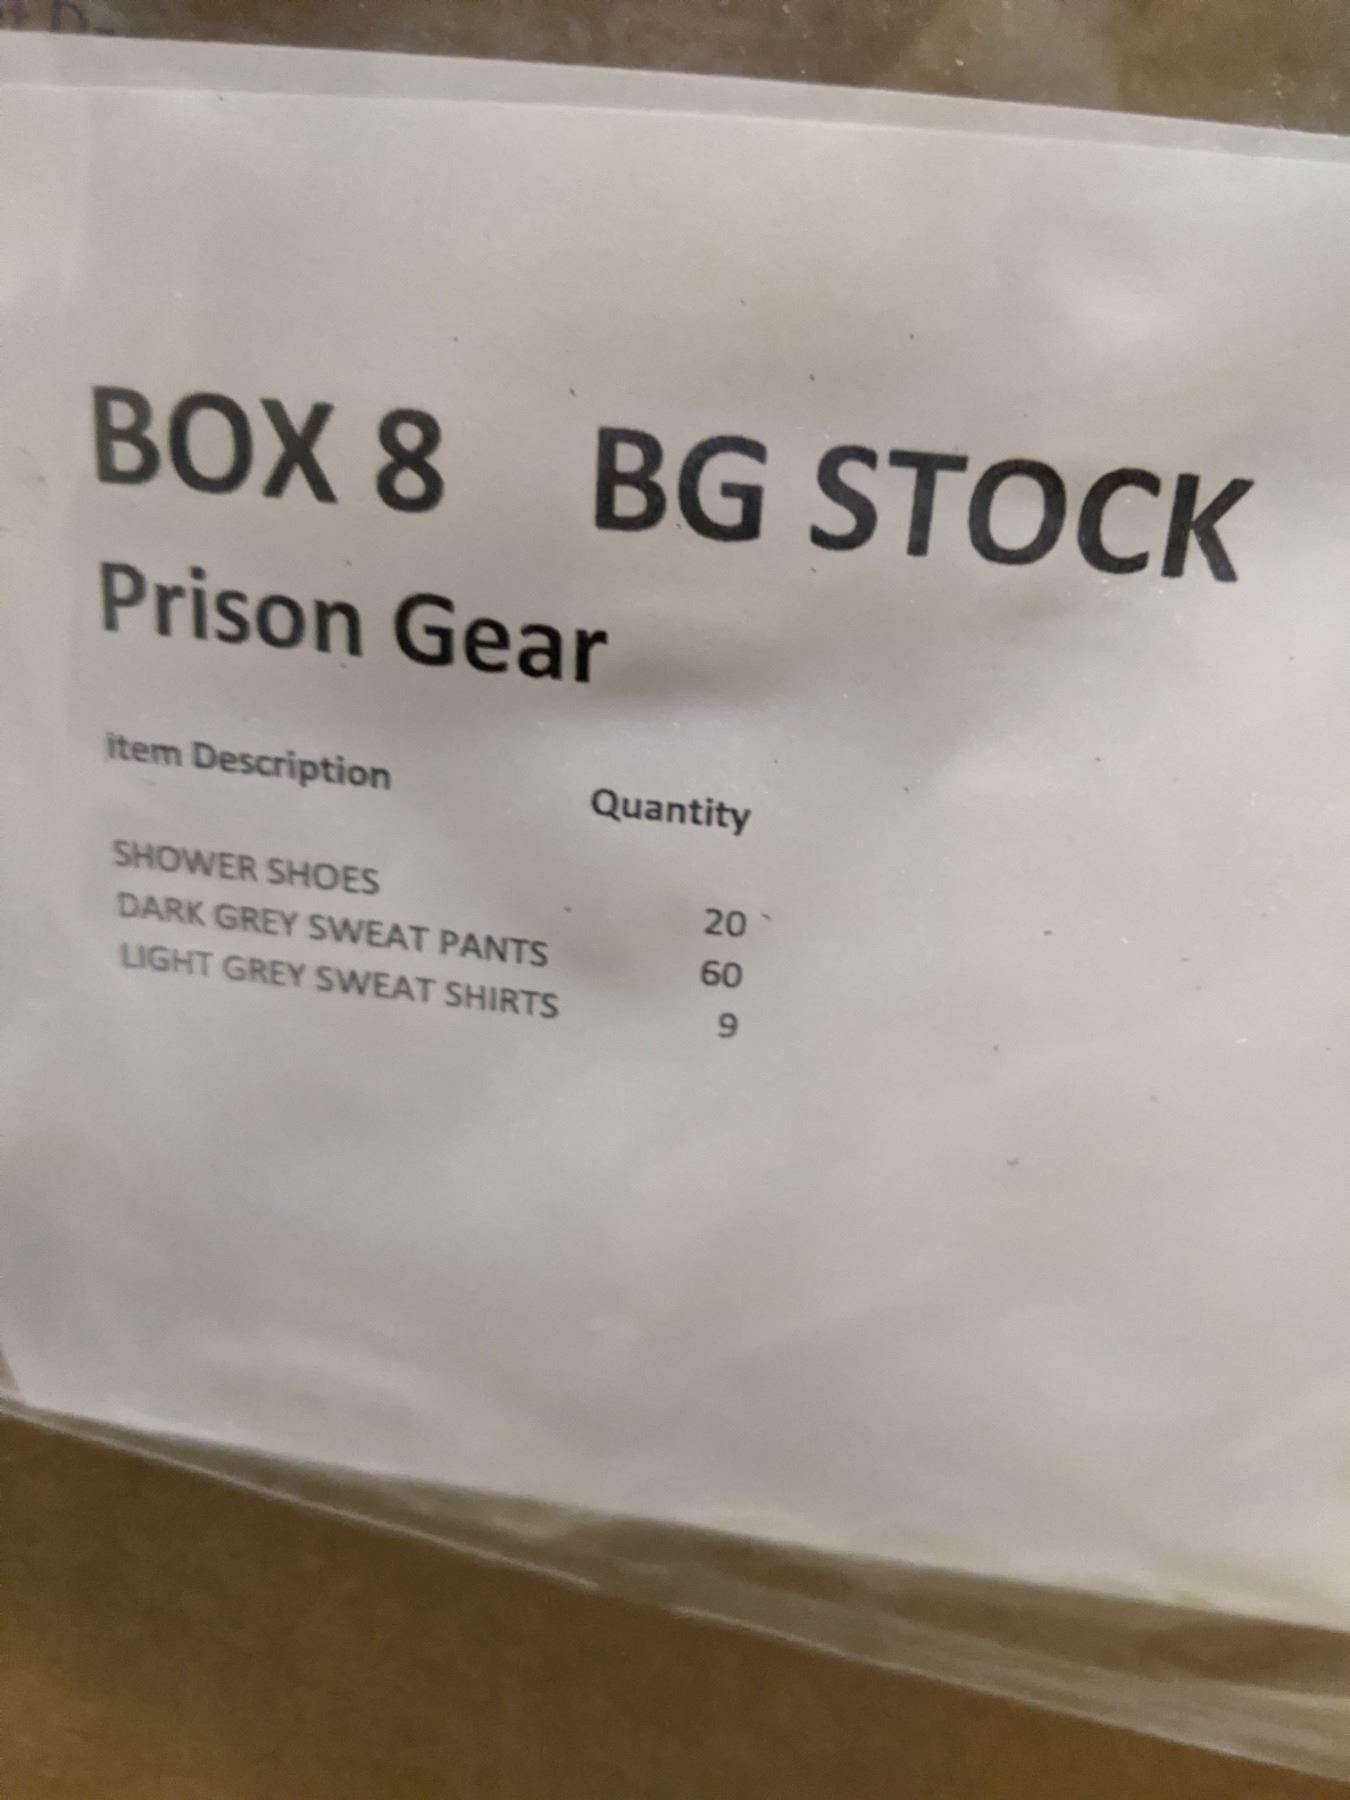 BOX 8 BG STOCK
Prison Gear
item Description Quantity
SHOWER SHOES 20
DARK GREY SWEAT PANTS 60
LIGHT GREY SWEAT SHIRTS 9